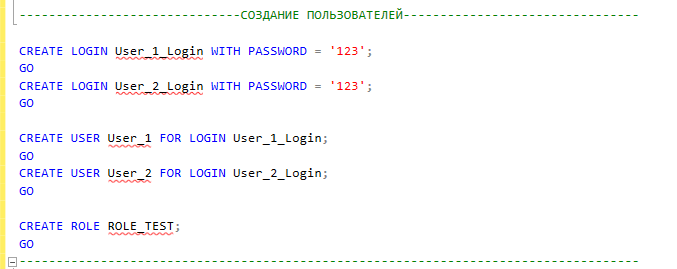 ------------------------------СОЗДАНИЕ ПОЛЬЗОВАТЕЛЕЙ--------------------------------
CREATE LOGIN User_1_Login WITH PASSWORD = '123';
GO
CREATE LOGIN User_2_Login WITH PASSWORD = '123';
GO
CREATE USER User_1 FOR LOGIN User_1_Login;
GO
CREATE USER User_2 FOR LOGIN User_2_Login;
GO
CREATE ROLE ROLE_TEST;
GO
------------------------------------------------------------------------------------